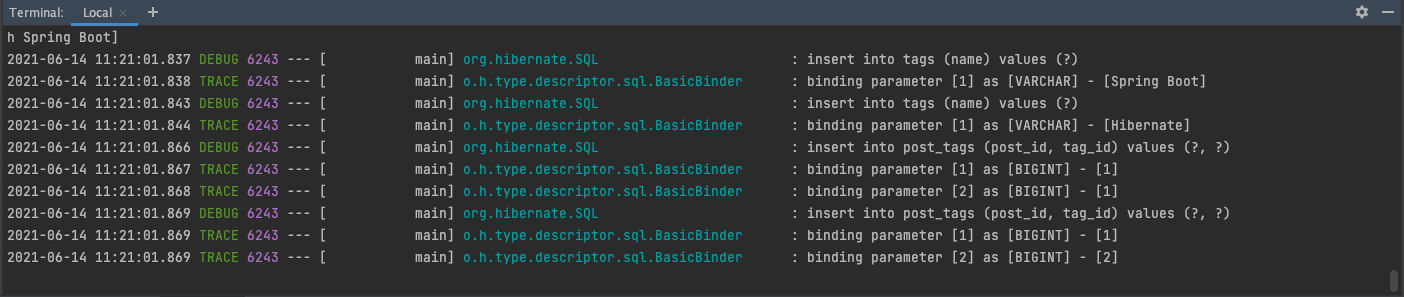 Terminal: Local × +
h Spring Boot]
2021-06-14 11:21:01.837 DEBUG 6243 --- [           main] org.hibernate.SQL                        : insert into tags (name) values (?)
2021-06-14 11:21:01.838 TRACE 6243 --- [           main] o.h.type.descriptor.sql.BasicBinder      : binding parameter [1] as [VARCHAR] - [Spring Boot]
2021-06-14 11:21:01.843 DEBUG 6243 --- [           main] org.hibernate.SQL                        : insert into tags (name) values (?)
2021-06-14 11:21:01.844 TRACE 6243 --- [           main] o.h.type.descriptor.sql.BasicBinder      : binding parameter [1] as [VARCHAR] - [Hibernate]
2021-06-14 11:21:01.866 DEBUG 6243 --- [           main] org.hibernate.SQL                        : insert into post_tags (post_id, tag_id) values (?, ?)
2021-06-14 11:21:01.867 TRACE 6243 --- [           main] o.h.type.descriptor.sql.BasicBinder      : binding parameter [1] as [BIGINT] - [1]
2021-06-14 11:21:01.868 TRACE 6243 --- [           main] o.h.type.descriptor.sql.BasicBinder      : binding parameter [2] as [BIGINT] - [1]
2021-06-14 11:21:01.869 DEBUG 6243 --- [           main] org.hibernate.SQL                        : insert into post_tags (post_id, tag_id) values (?, ?)
2021-06-14 11:21:01.869 TRACE 6243 --- [           main] o.h.type.descriptor.sql.BasicBinder      : binding parameter [1] as [BIGINT] - [1]
2021-06-14 11:21:01.869 TRACE 6243 --- [           main] o.h.type.descriptor.sql.BasicBinder      : binding parameter [2] as [BIGINT] - [2]